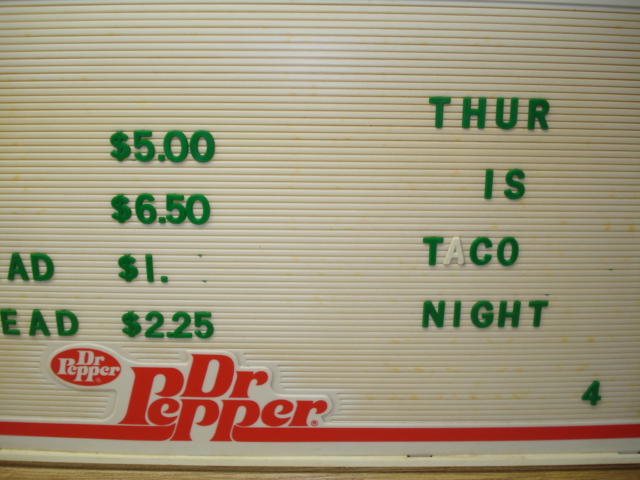 THUR
$5.00
IS
$6.50
TACO
AD $1.
NIGHT
EAD $2.25
Dr Pepper
Dr Pepper
4